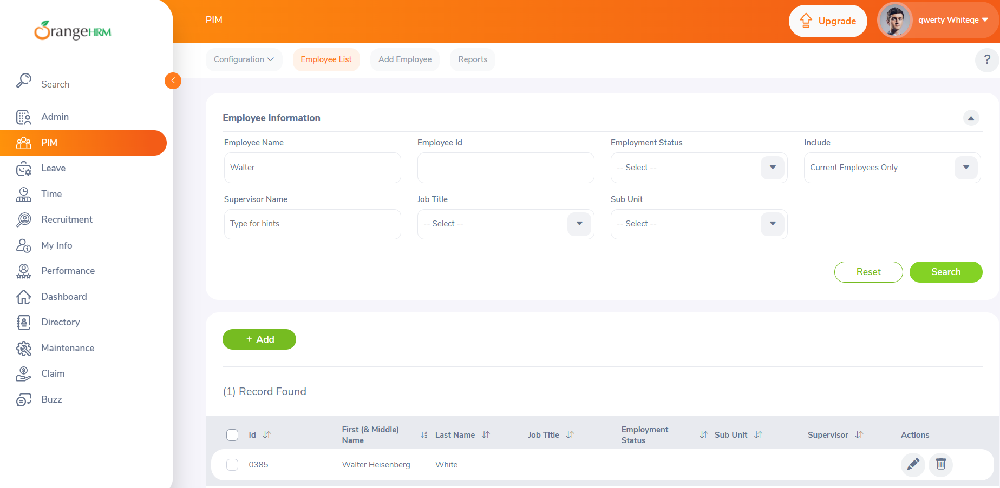 OrangeHRM
PIM
Upgrade
qwerty Whiteqe
Configuration
Employee List
Add Employee
Reports
?
Search
Admin
PIM
Leave
Time
Recruitment
My Info
Performance
Dashboard
Directory
Maintenance
Claim
Buzz
Employee Information
Employee Name
Employee Id
Employment Status
Include
Walter
-- Select --
Current Employees Only
Supervisor Name
Job Title
Sub Unit
Type for hints...
-- Select --
-- Select --
Reset
Search
+ Add
(1) Record Found
Id
First (& Middle)
Name
Last Name
Job Title
Employment
Status
Sub Unit
Supervisor
Actions
0385
Walter Heisenberg
White